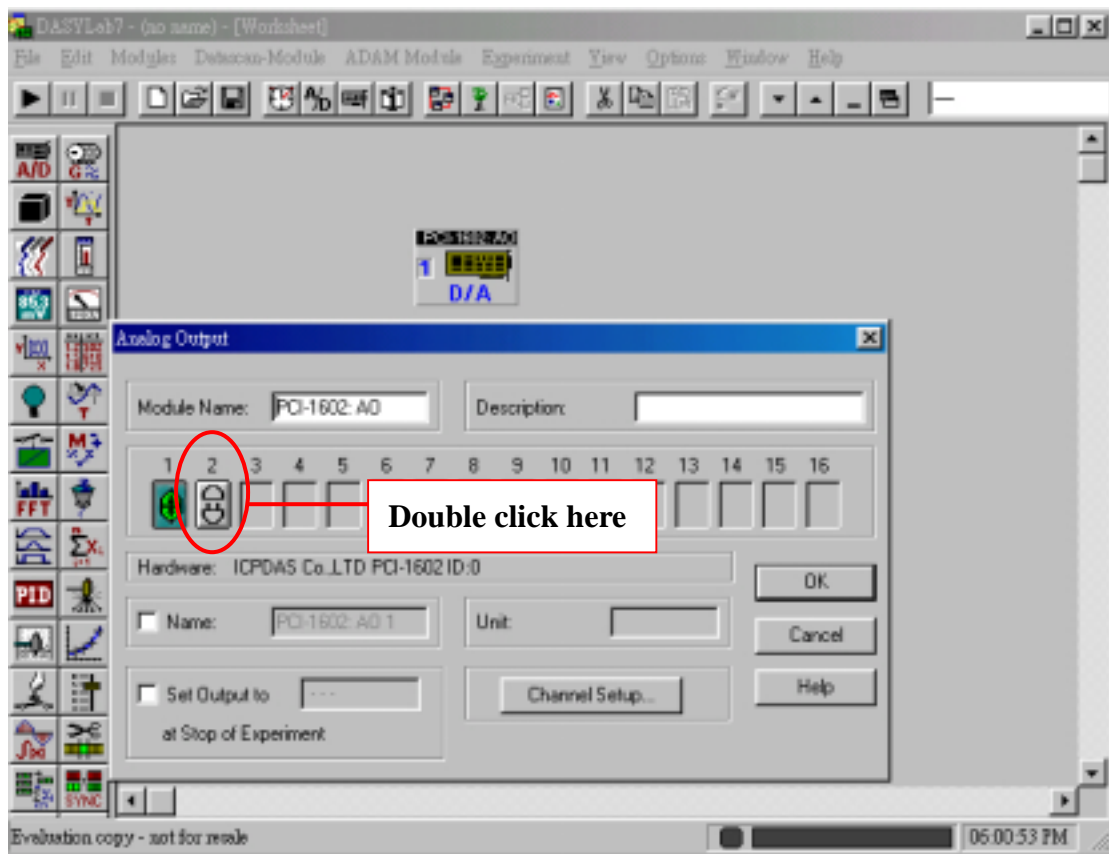 DASYLab7 - (no name) - [Worksheet]
File Edit Modules Datascan-Module ADAM Module Experiment View Options Window Help
A/D
PCI-1602: AO
1
D/A
Analog Output
Module Name: PCI-1602: AO Description:
1 2 3 4 5 6 7 8 9 10 11 12 13 14 15 16
Double click here
Hardware: ICPDAS Co.,LTD PCI-1602 ID:0
OK
Name: PCI-1602: AO 1 Unit:
Cancel
Set Output to - - -
Channel Setup...
Help
at Stop of Experiment
FFT
PID
SYNC
Evaluation copy - not for resale
06:00:53 PM